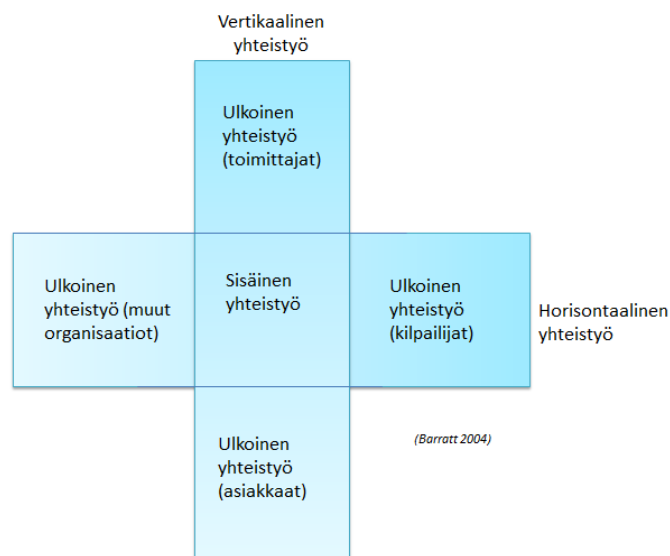 Vertikaalinen
yhteistyö
Ulkoinen
yhteistyö
(toimittajat)
Ulkoinen
yhteistyö (muut
organisaatiot)
Sisäinen
yhteistyö
Ulkoinen
yhteistyö
(kilpailijat)
Horisontaalinen
yhteistyö
(Barratt 2004)
Ulkoinen
yhteistyö
(asiakkaat)